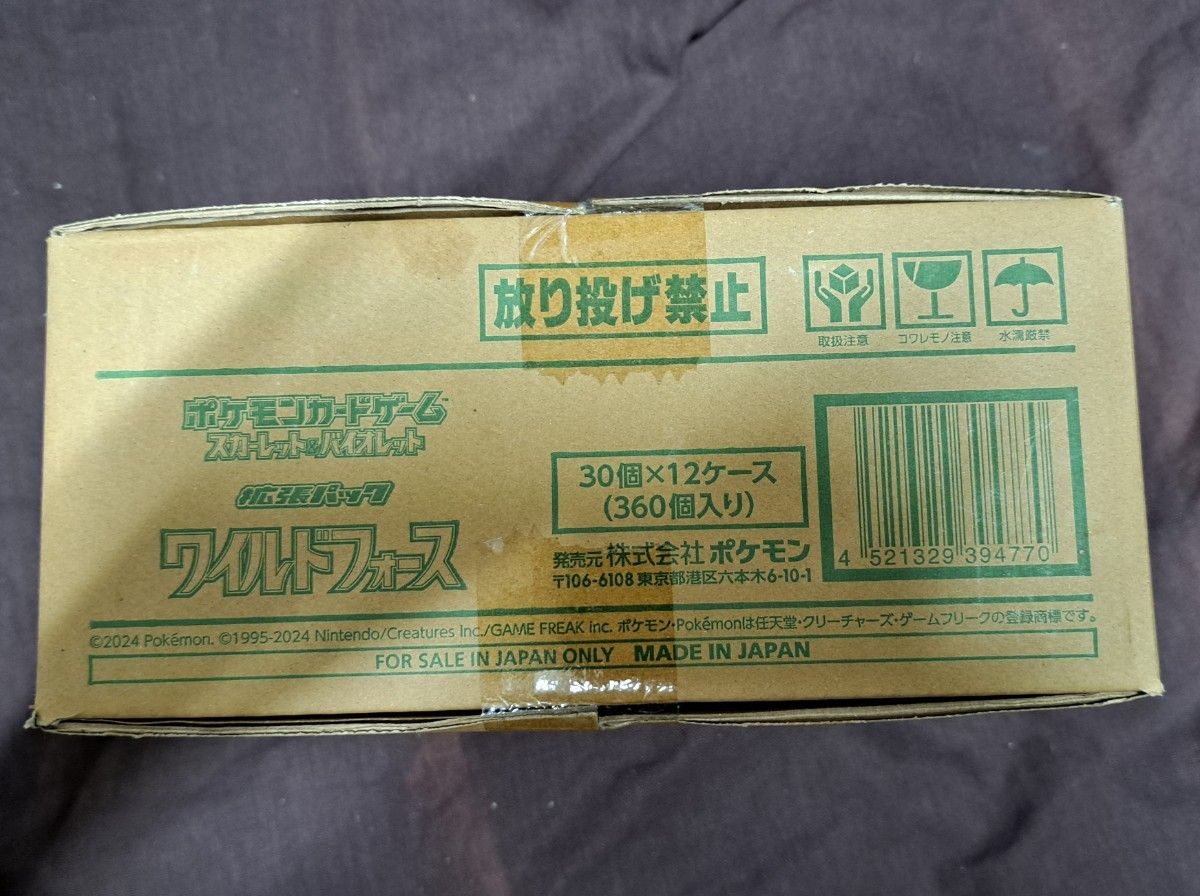 放り投げ禁止
取扱注意 コワレモノ注意 水濡厳禁
ポケモンカードゲーム
スカーレット&バイオレット
拡張パック
ワイルドフォース
30個×12ケース
(360個入り)
発売元 株式会社 ポケモン
〒106-6108 東京都港区六本木6-10-1
4 521329 394770
©2024 Pokémon. ©1995-2024 Nintendo/Creatures Inc./GAME FREAK inc. ポケモン・Pokémonは任天堂・クリーチャーズ・ゲームフリークの登録商標です。
FOR SALE IN JAPAN ONLY MADE IN JAPAN